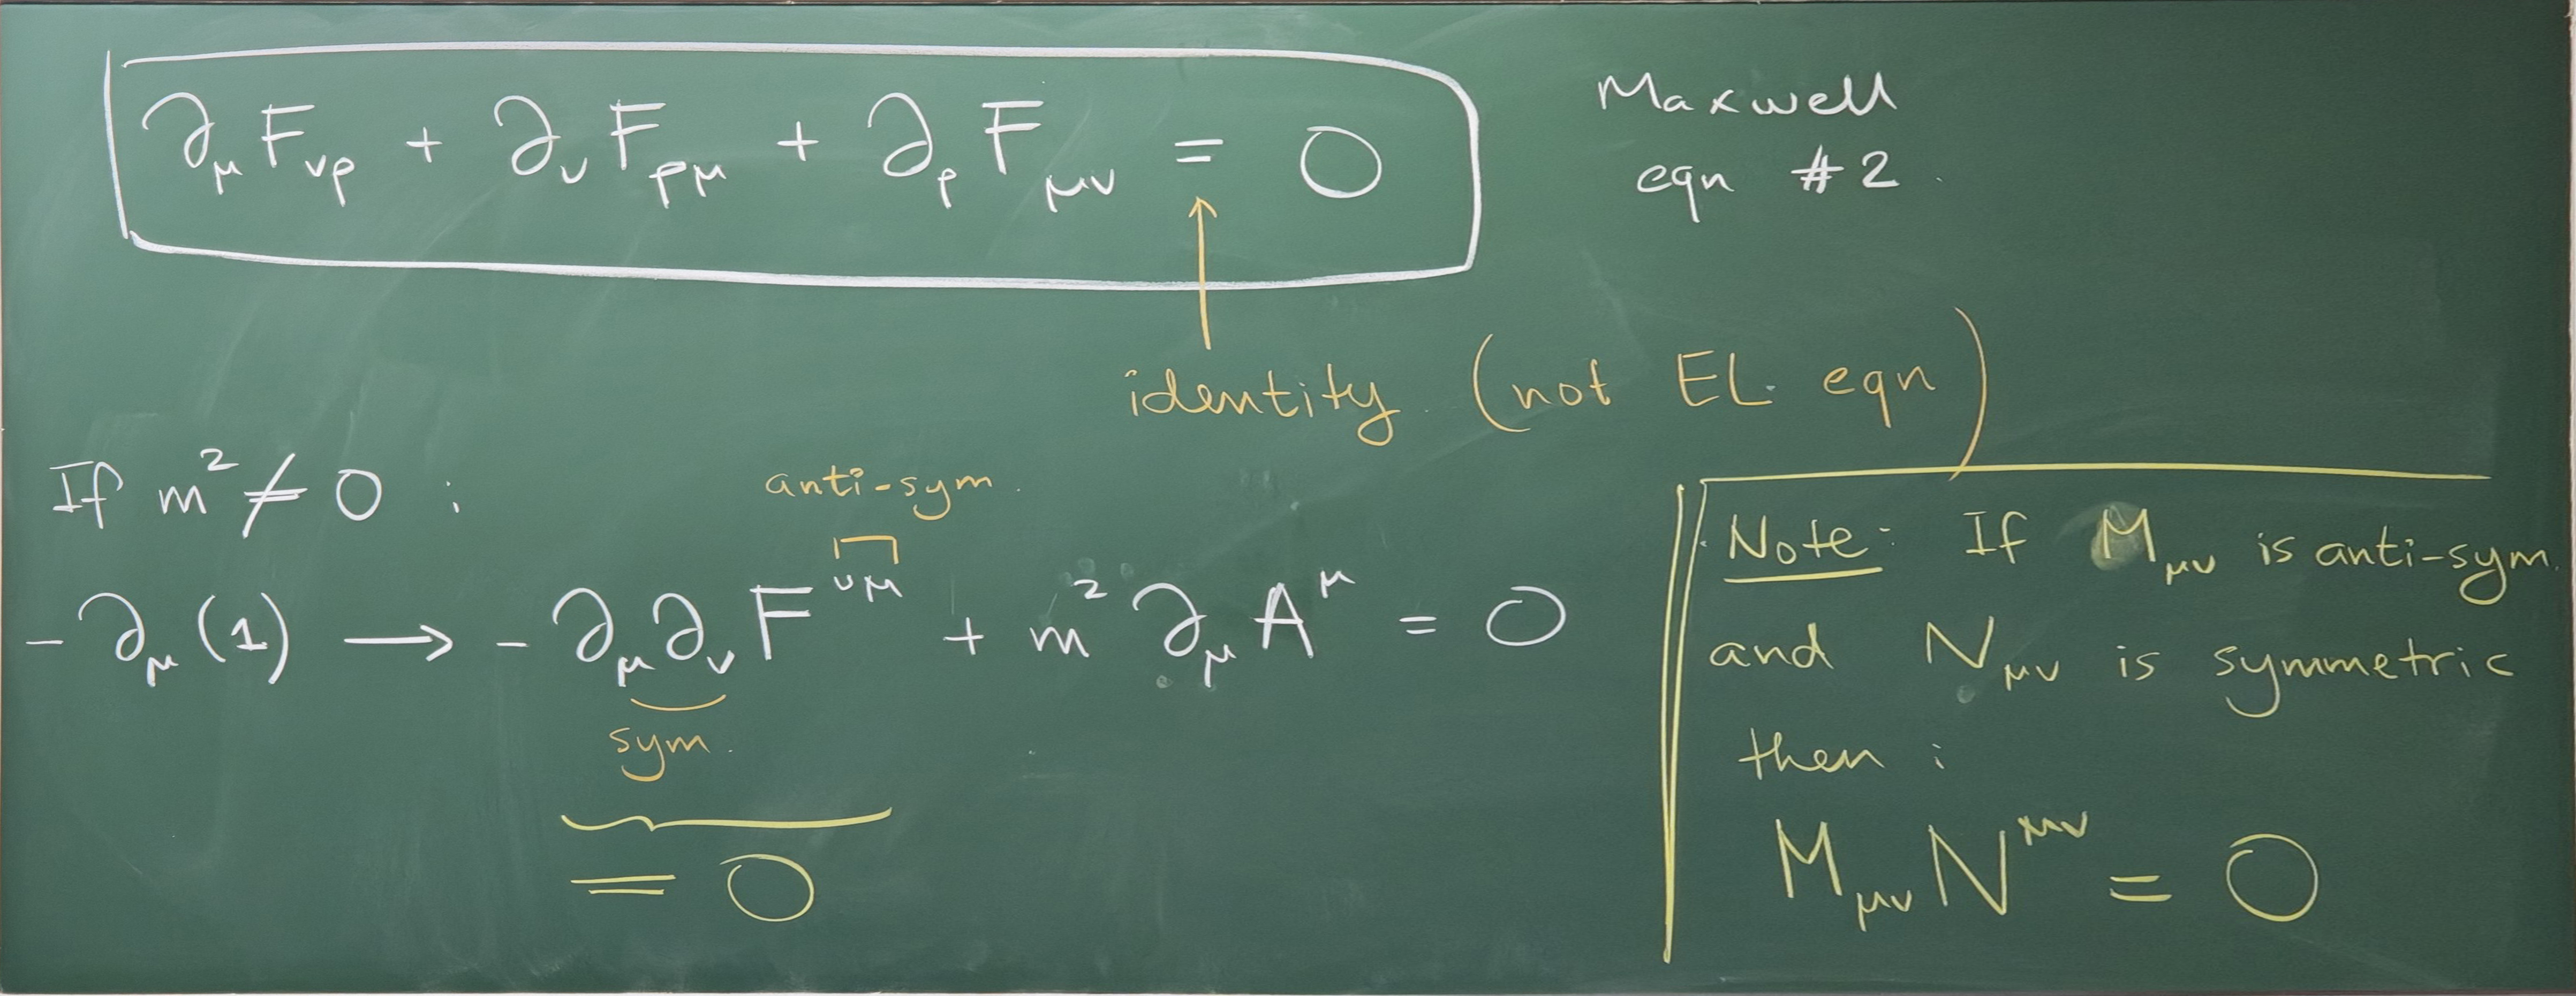 ∂_μ F_νρ + ∂_ν F_ρμ + ∂_ρ F_μν = 0
Maxwell
eqn #2
identity (not EL eqn)
If m² ≠ 0 :
anti-sym.
-∂_μ (1) → -∂_μ ∂_ν F^{νμ} + m² ∂_μ A^μ = 0
sym.
= 0
Note: If M_μν is anti-sym.
and N_μν is symmetric
then :
M_μν N^{μν} = 0